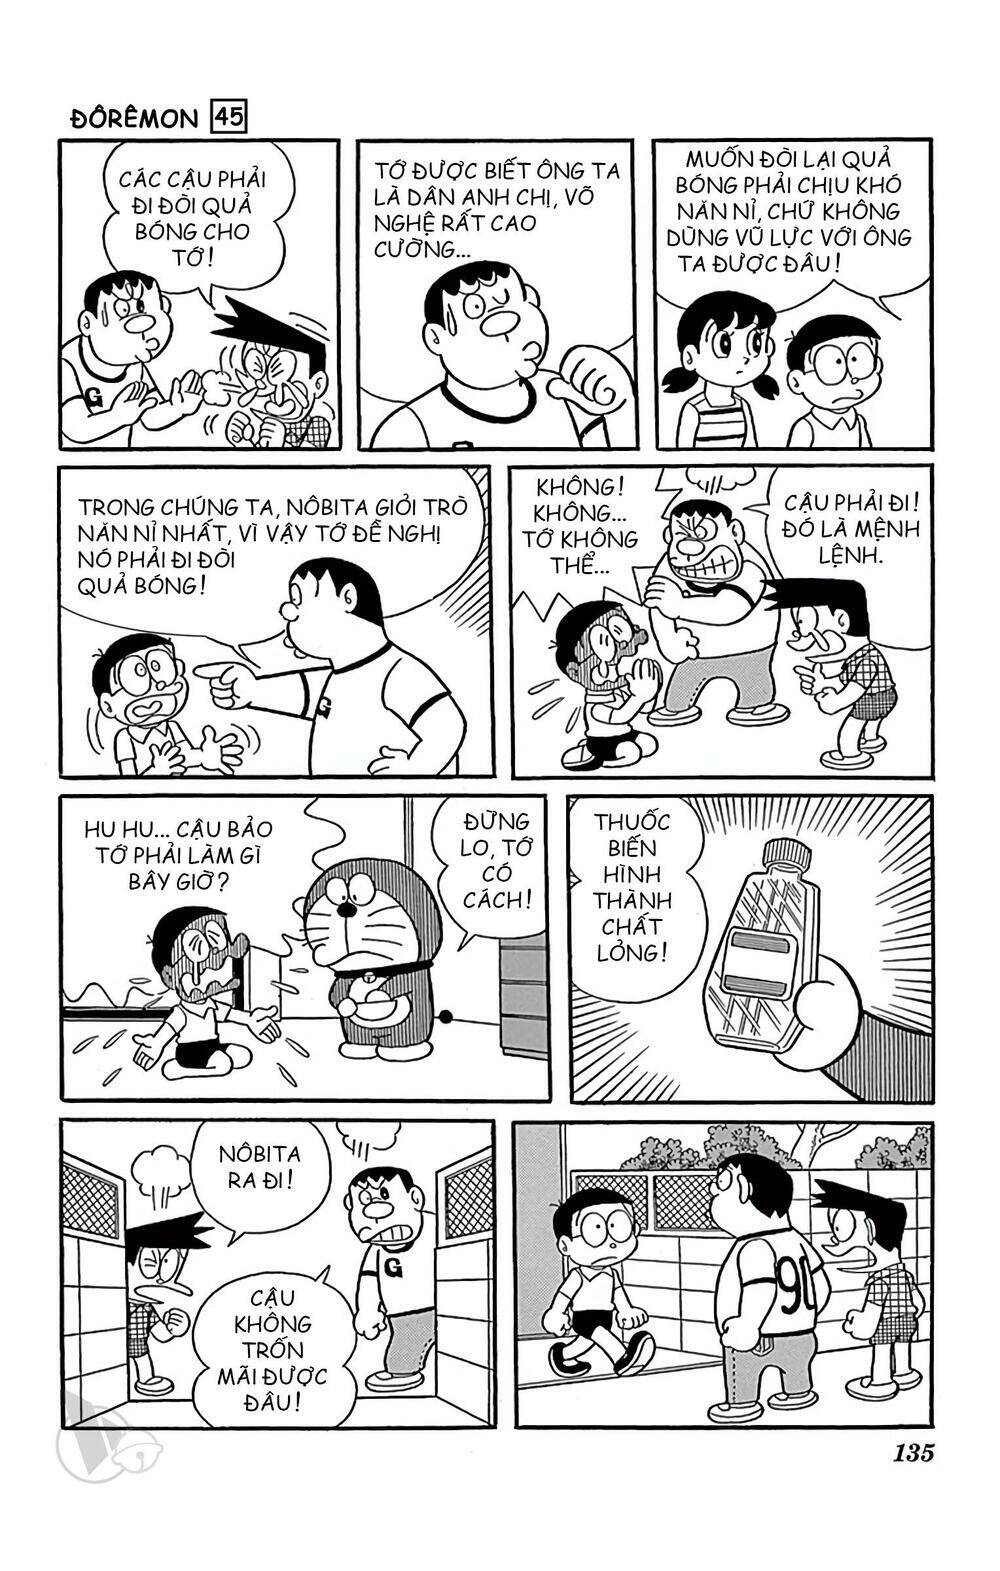 ĐÔRÊMON 45
CÁC CẬU PHẢI
ĐI ĐÒI QUẢ
BÓNG CHO
TỚ!
TỚ ĐƯỢC BIẾT ÔNG TA
LÀ DÂN ANH CHỊ, VÕ
NGHỆ RẤT CAO
CƯỜNG...
MUỐN ĐÒI LẠI QUẢ
BÓNG PHẢI CHỊU KHÓ
NĂN NỈ, CHỨ KHÔNG
DÙNG VŨ LỰC VỚI ÔNG
TA ĐƯỢC ĐÂU!
G
TRONG CHÚNG TA, NÔBITA GIỎI TRÒ
NĂN NỈ NHẤT, VÌ VẬY TỚ ĐỀ NGHỊ
NÓ PHẢI ĐI ĐÒI
QUẢ BÓNG!
G
KHÔNG!
KHÔNG...
TỚ KHÔNG
THỂ...
CẬU PHẢI ĐI!
ĐÓ LÀ MỆNH
LỆNH.
HU HU... CẬU BẢO
TỚ PHẢI LÀM GÌ
BÂY GIỜ?
ĐỪNG
LO, TỚ
CÓ
CÁCH!
THUỐC
BIẾN
HÌNH
THÀNH
CHẤT
LỎNG!
NÔBITA
RA ĐI!
G
CẬU
KHÔNG
TRỐN
MÃI ĐƯỢC
ĐÂU!
90
135